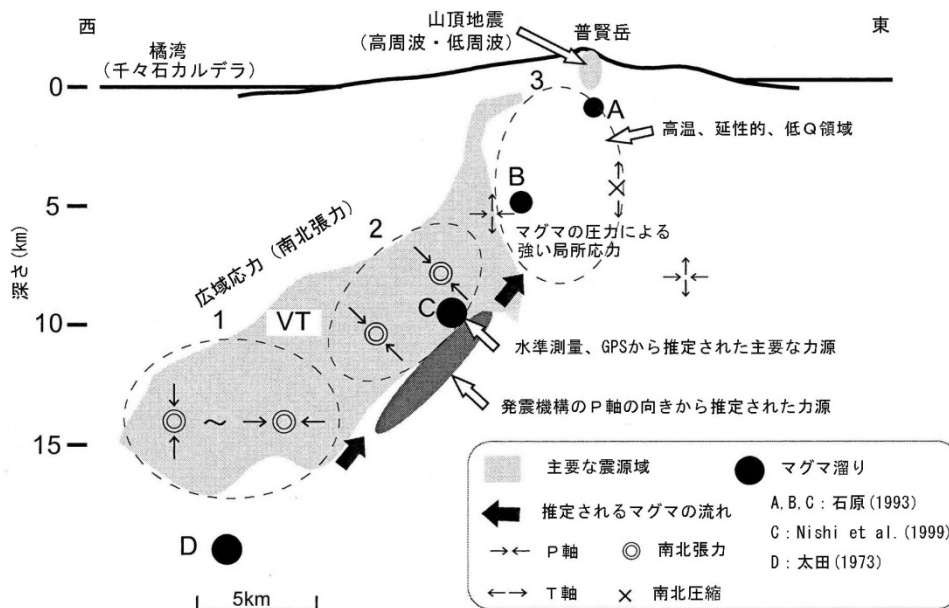 西
東
山頂地震
(高周波・低周波)
普賢岳
橘湾
(千々石カルデラ)
0
3
A
高温、延性的、低Q領域
5
B
マグマの圧力による
強い局所応力
広域応力(南北張力)
2
深さ(km)
1
VT
C
10
水準測量、GPSから推定された主要な力源
発震機構のP軸の向きから推定された力源
~
15
D
5km
主要な震源域
マグマ溜り
推定されるマグマの流れ
A,B,C:石原(1993)
C:Nishi et al.(1999)
D:太田(1973)
P軸
南北張力
T軸
南北圧縮